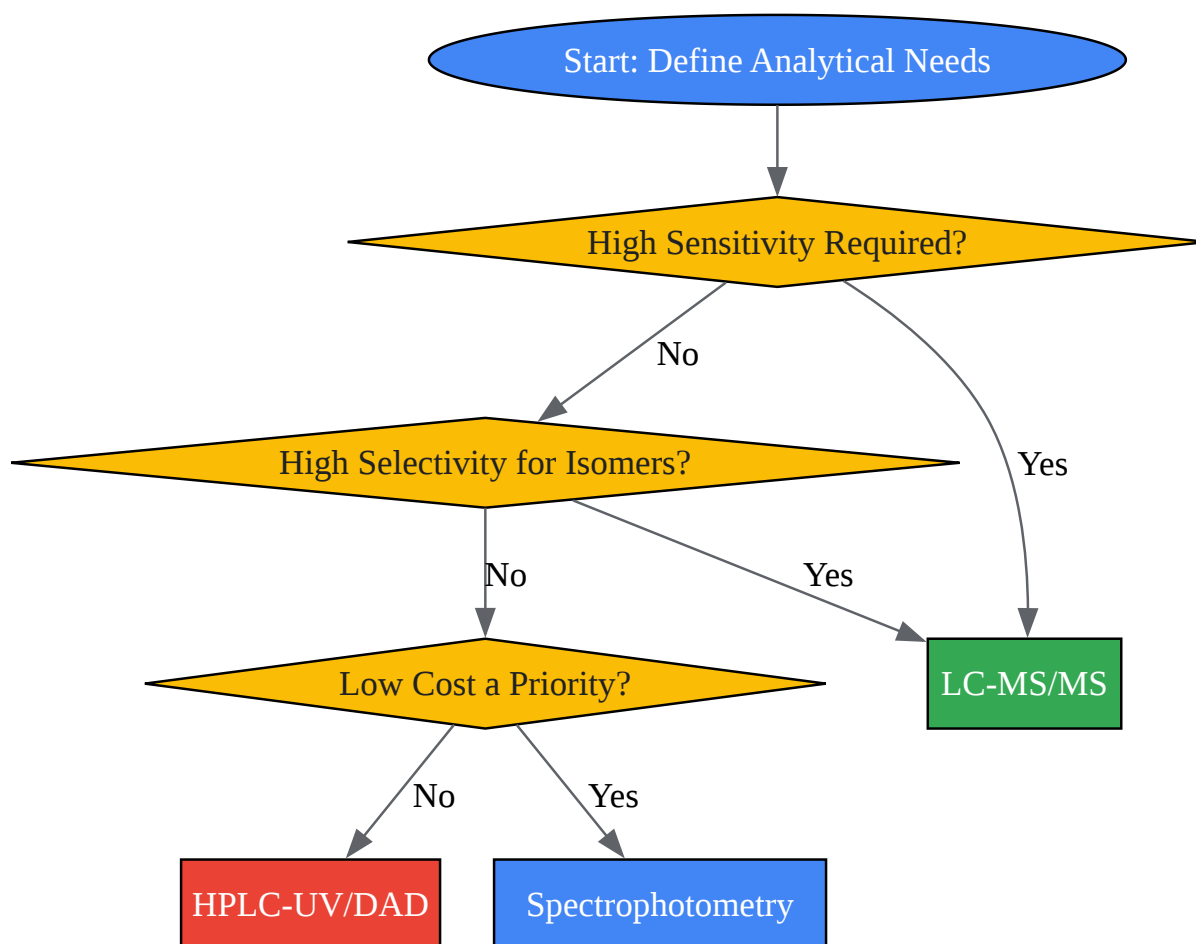 Start: Define Analytical Needs
High Sensitivity Required?
No
High Selectivity for Isomers?
Yes
No
Yes
Low Cost a Priority?
LC-MS/MS
No
Yes
HPLC-UV/DAD
Spectrophotometry